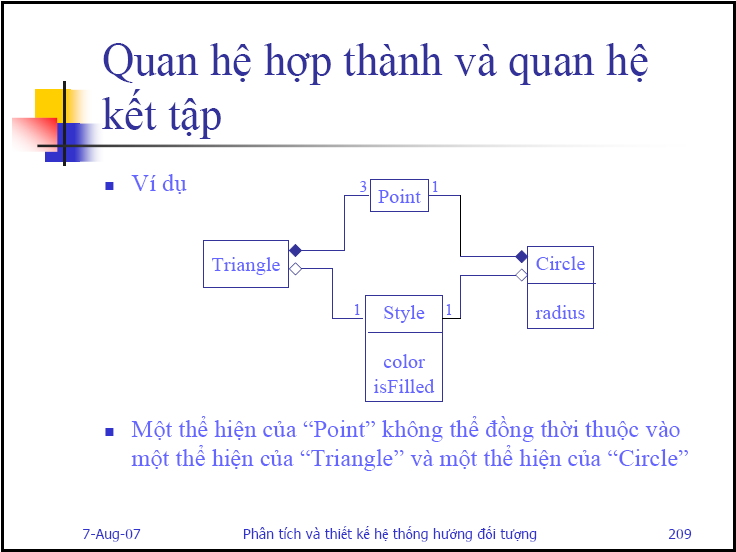 Quan hệ hợp thành và quan hệ
kết tập
Ví dụ
3 Point 1
Triangle
Circle
radius
1 Style 1
color
isFilled
Một thể hiện của “Point” không thể đồng thời thuộc vào
một thể hiện của “Triangle” và một thể hiện của “Circle”
7-Aug-07 Phân tích và thiết kế hệ thống hướng đối tượng 209